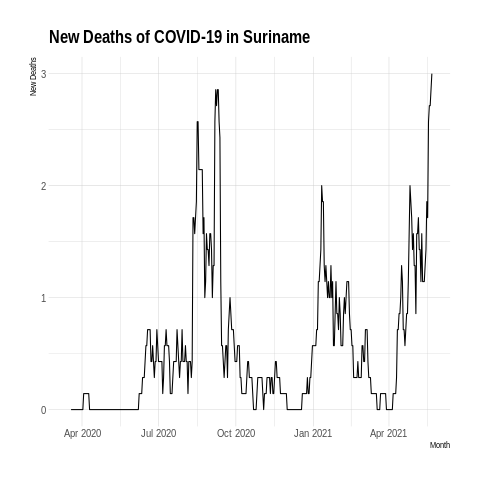 New Deaths of COVID-19 in Suriname
New Deaths
3
2
1
0
Apr 2020 Jul 2020 Oct 2020 Jan 2021 Apr 2021
Month